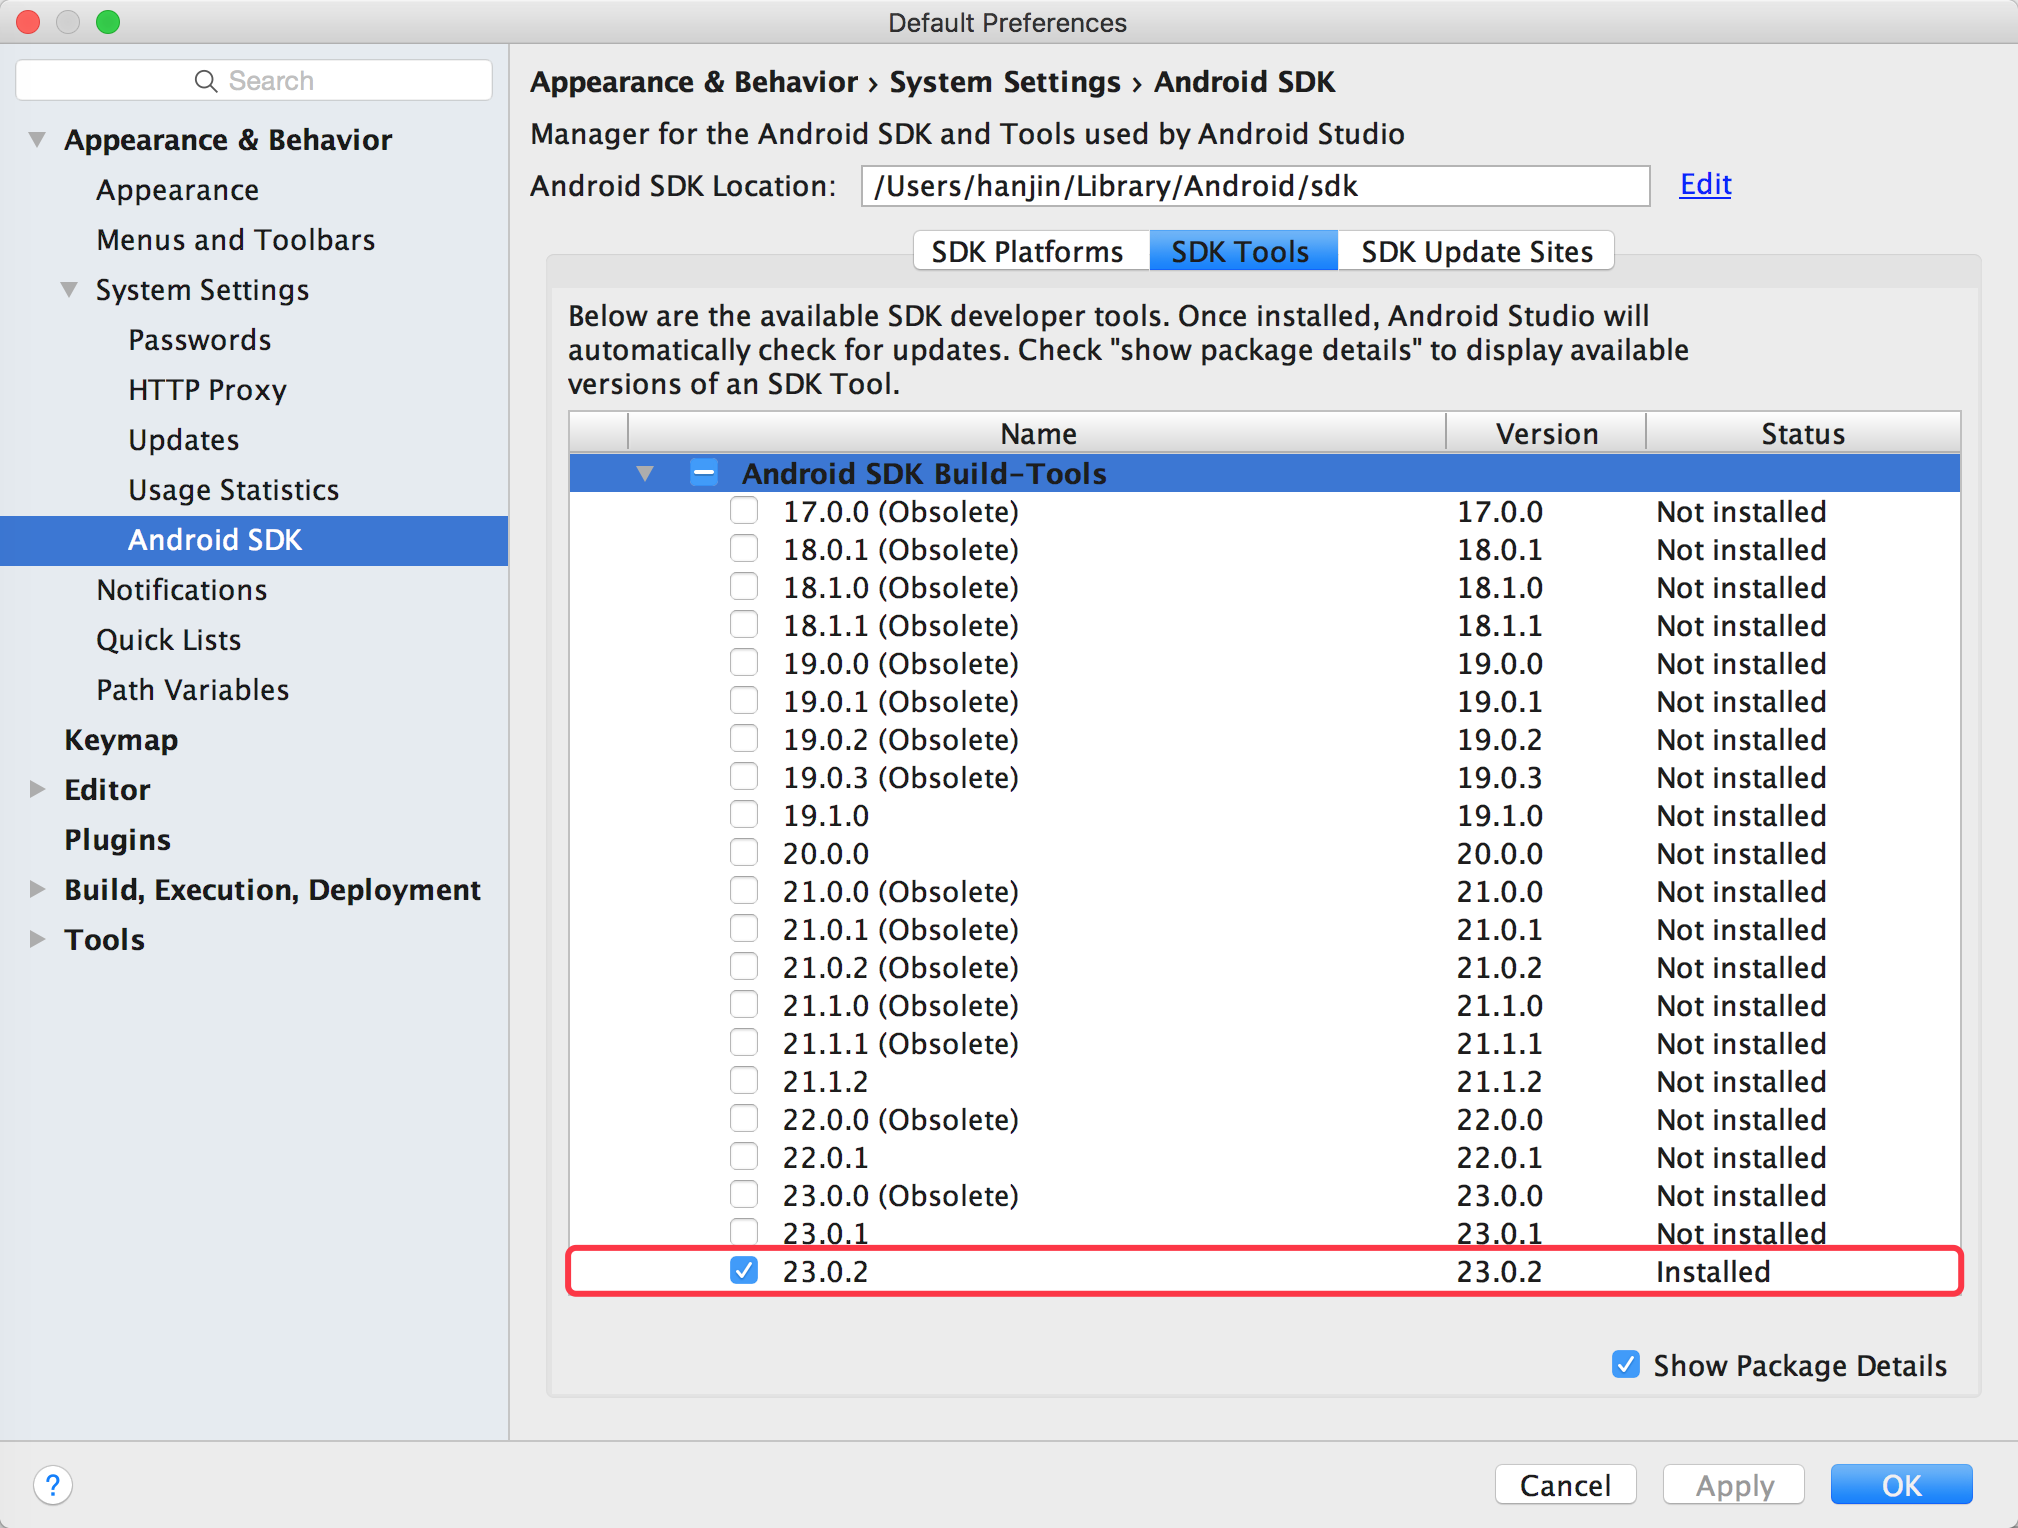 Default Preferences
Search
Appearance & Behavior
Appearance
Menus and Toolbars
System Settings
Passwords
HTTP Proxy
Updates
Usage Statistics
Android SDK
Notifications
Quick Lists
Path Variables
Keymap
Editor
Plugins
Build, Execution, Deployment
Tools
Appearance & Behavior › System Settings › Android SDK
Manager for the Android SDK and Tools used by Android Studio
Android SDK Location: /Users/hanjin/Library/Android/sdk Edit
SDK Platforms SDK Tools SDK Update Sites
Below are the available SDK developer tools. Once installed, Android Studio will
automatically check for updates. Check "show package details" to display available
versions of an SDK Tool.
Name Version Status
Android SDK Build-Tools
17.0.0 (Obsolete) 17.0.0 Not installed
18.0.1 (Obsolete) 18.0.1 Not installed
18.1.0 (Obsolete) 18.1.0 Not installed
18.1.1 (Obsolete) 18.1.1 Not installed
19.0.0 (Obsolete) 19.0.0 Not installed
19.0.1 (Obsolete) 19.0.1 Not installed
19.0.2 (Obsolete) 19.0.2 Not installed
19.0.3 (Obsolete) 19.0.3 Not installed
19.1.0 19.1.0 Not installed
20.0.0 20.0.0 Not installed
21.0.0 (Obsolete) 21.0.0 Not installed
21.0.1 (Obsolete) 21.0.1 Not installed
21.0.2 (Obsolete) 21.0.2 Not installed
21.1.0 (Obsolete) 21.1.0 Not installed
21.1.1 (Obsolete) 21.1.1 Not installed
21.1.2 21.1.2 Not installed
22.0.0 (Obsolete) 22.0.0 Not installed
22.0.1 22.0.1 Not installed
23.0.0 (Obsolete) 23.0.0 Not installed
23.0.1 23.0.1 Not installed
23.0.2 23.0.2 Installed
Show Package Details
? Cancel Apply OK